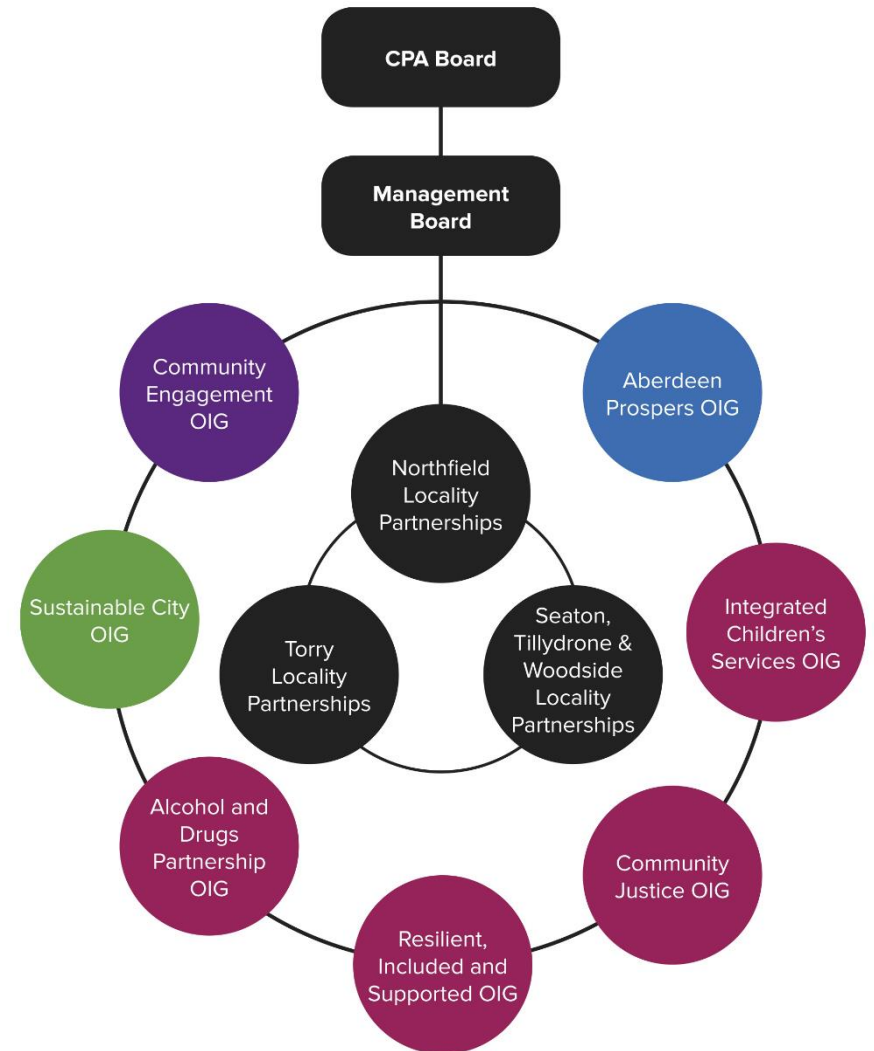 CPA Board
Management
Board
Community
Engagement
OIG
Aberdeen
Prospers OIG
Northfield
Locality
Partnerships
Sustainable City
OIG
Torry
Locality
Partnerships
Seaton,
Tillydrone &
Woodside
Locality
Partnerships
Integrated
Children’s
Services OIG
Alcohol and
Drugs
Partnership
OIG
Community
Justice OIG
Resilient,
Included and
Supported OIG